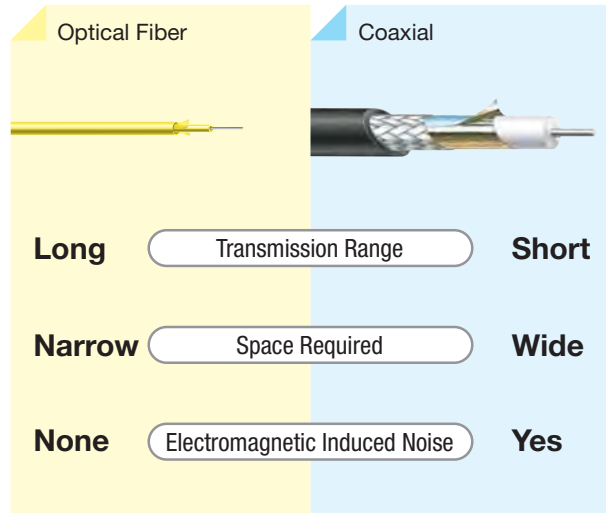 Optical Fiber
Coaxial
Long Transmission Range Short
Narrow Space Required Wide
None Electromagnetic Induced Noise Yes